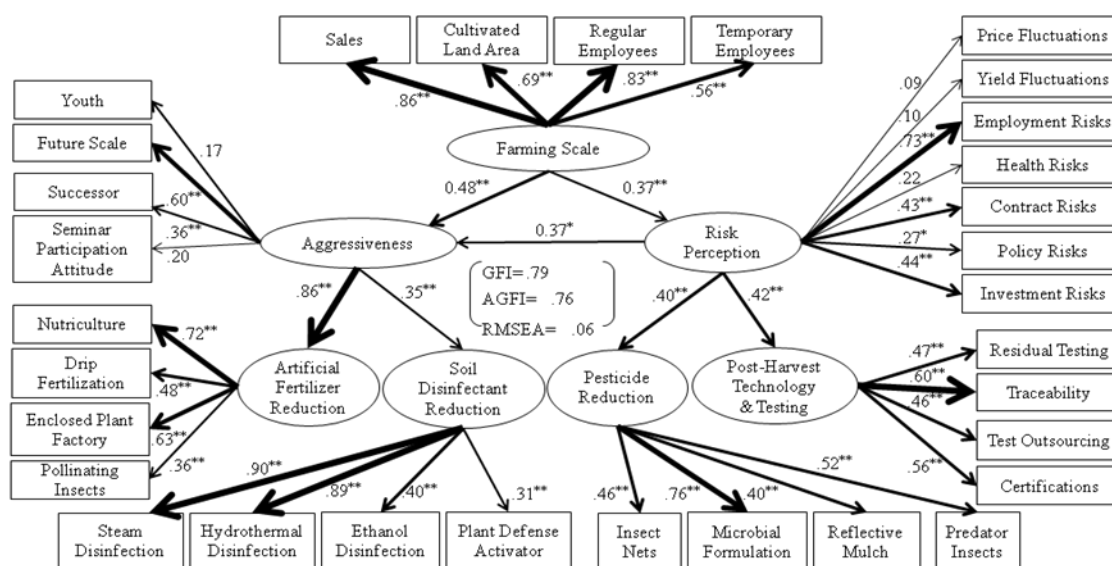 Sales
Cultivated
Land Area
Regular
Employees
Temporary
Employees
.86**
.69**
.83**
.56**
Farming Scale
0.48**
0.37**
Youth
Future Scale
Successor
Seminar
Participation
Attitude
.17
.60**
.36**
.20
Aggressiveness
0.37*
Risk
Perception
Price Fluctuations
Yield Fluctuations
Employment Risks
Health Risks
Contract Risks
Policy Risks
Investment Risks
.09
.10
.73**
.22
.43**
.27*
.44**
GFI= .79
AGFI= .76
RMSEA= .06
.86**
.35**
.40**
.42**
Nutriculture
Drip
Fertilization
Enclosed Plant
Factory
Pollinating
Insects
.72**
.48**
.63**
.36**
Artificial
Fertilizer
Reduction
Soil
Disinfectant
Reduction
Pesticide
Reduction
Post-Harvest
Technology
& Testing
.47**
.60**
.46**
.56**
Residual Testing
Traceability
Test Outsourcing
Certifications
.90**
.89**
.40**
.31**
.46**
.76**
.40**
.52**
Steam
Disinfection
Hydrothermal
Disinfection
Ethanol
Disinfection
Plant Defense
Activator
Insect
Nets
Microbial
Formulation
Reflective
Mulch
Predator
Insects